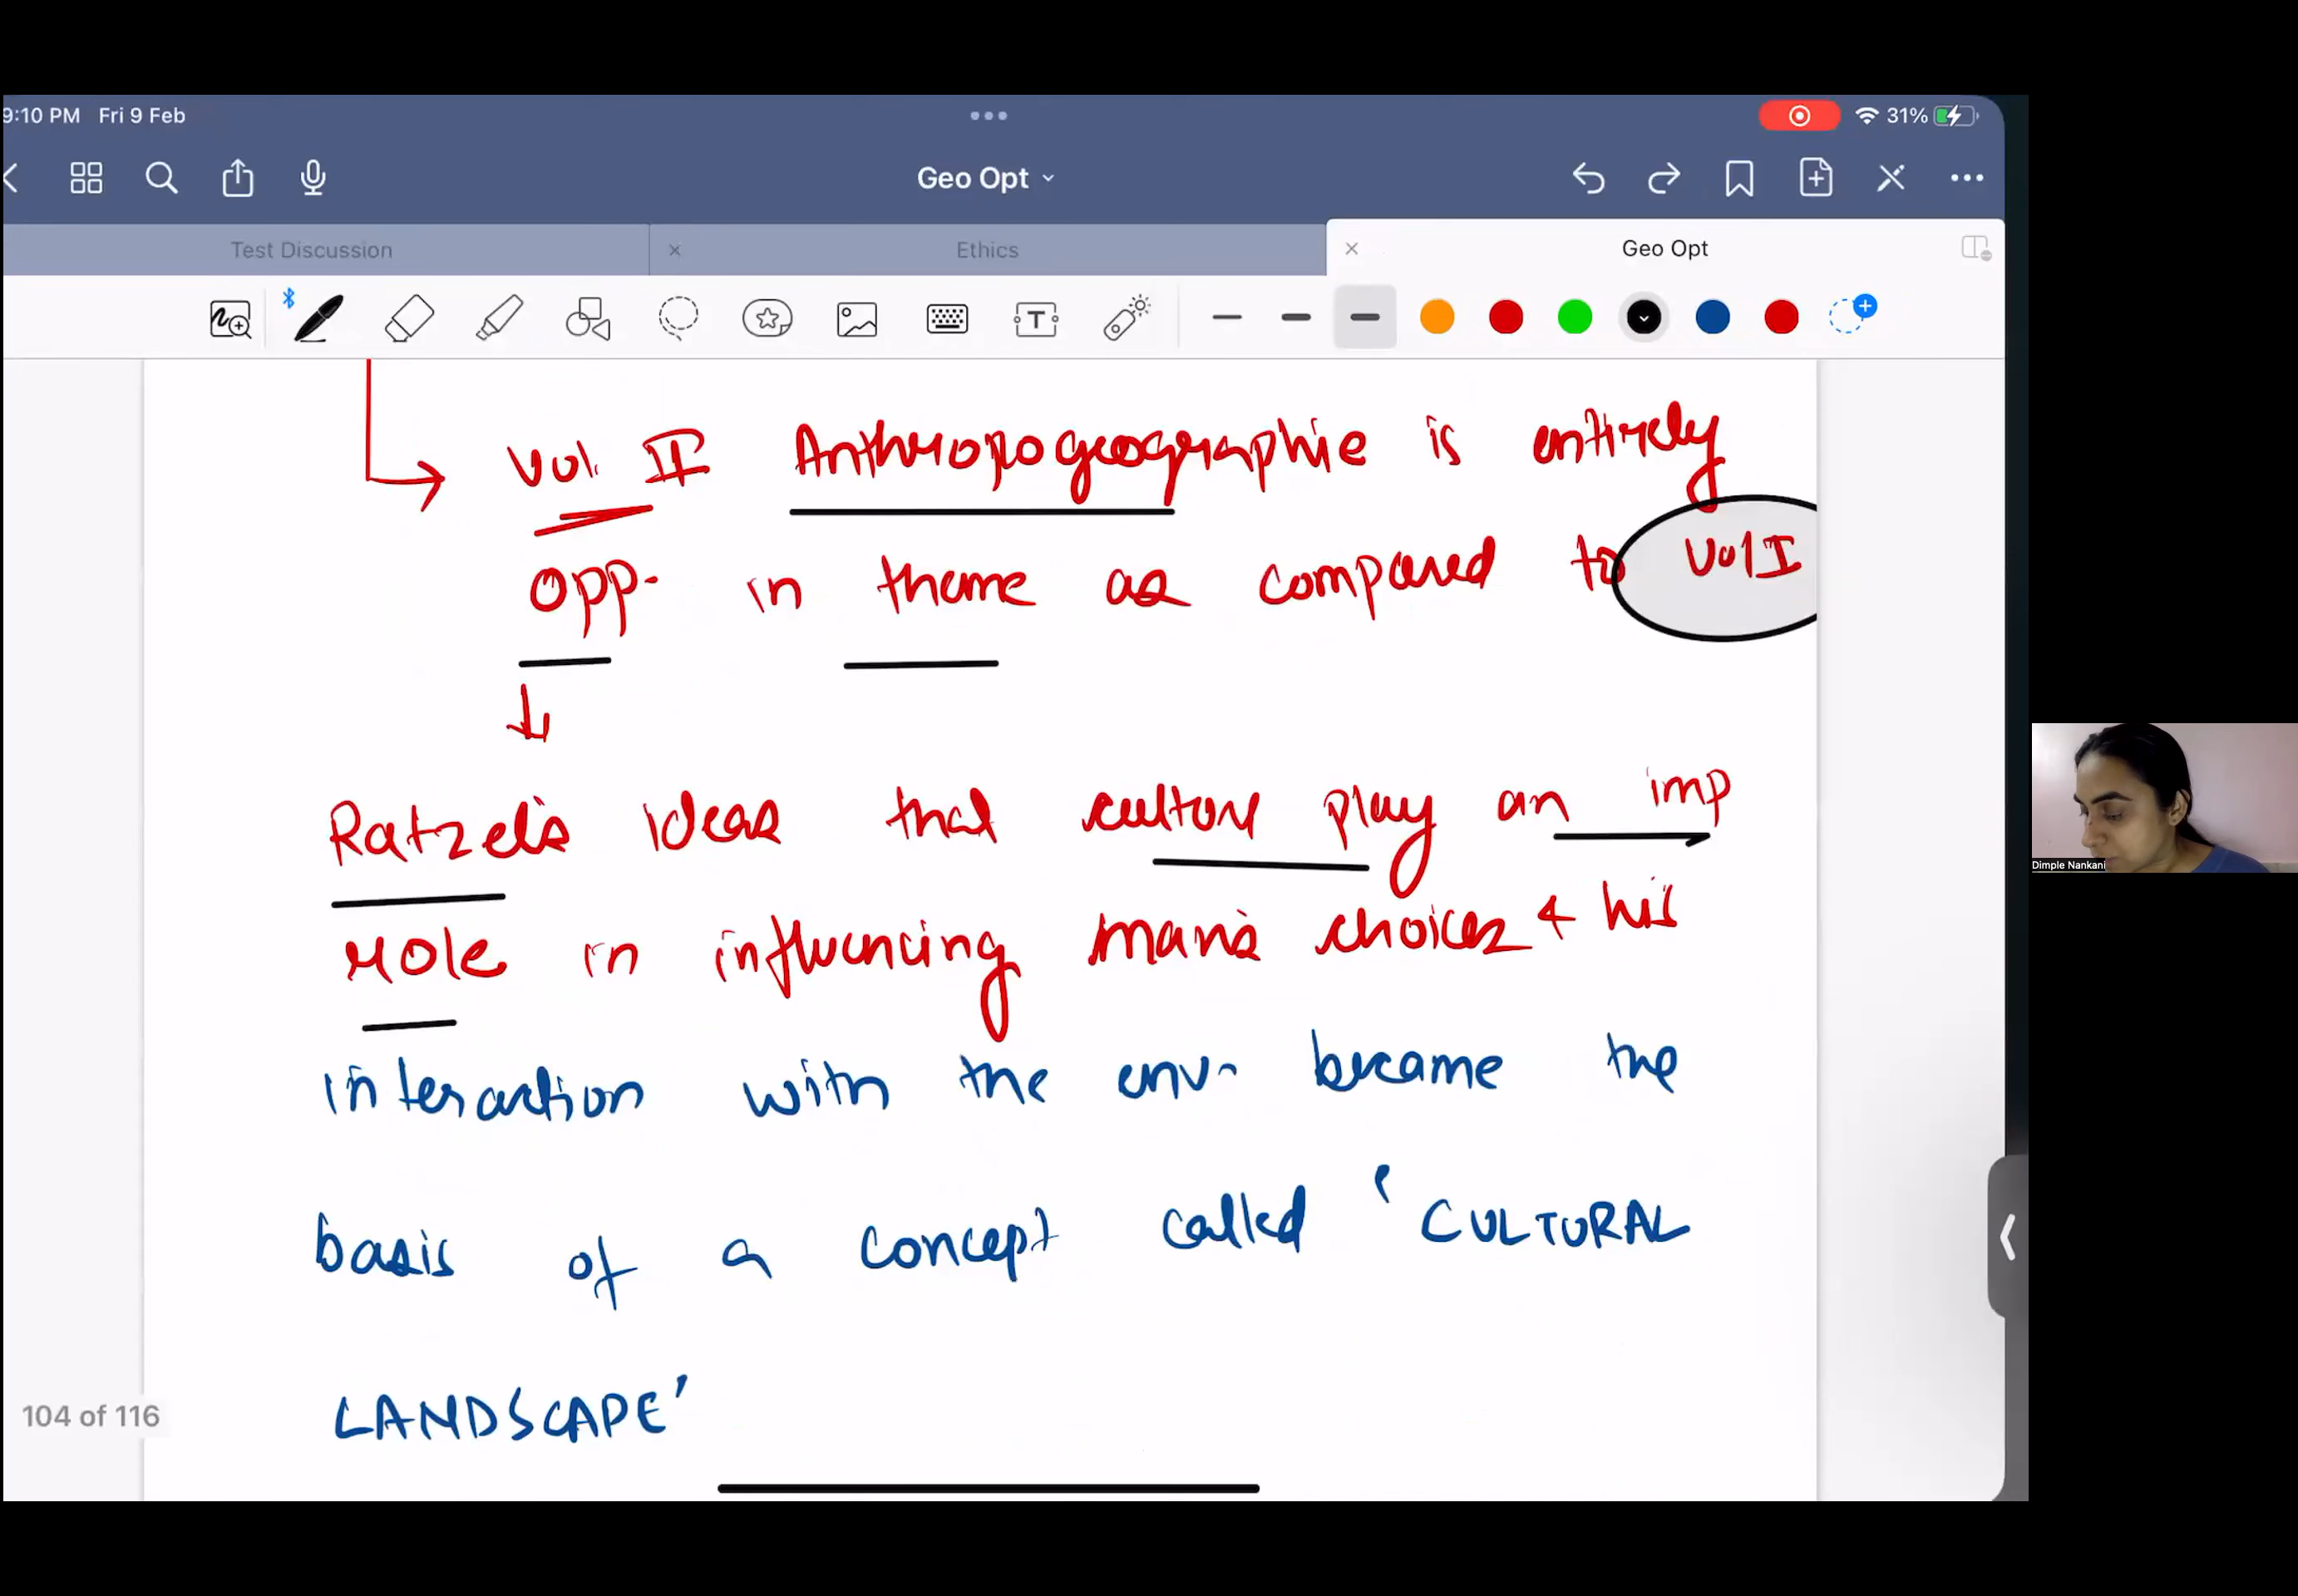 9:10 PM Fri 9 Feb
31%
Geo Opt
Test Discussion
Ethics
Geo Opt
T
Vol. II Anthropogeographie is entirely
opp. in theme as compared to Vol I
Ratzel's ideas that culture play an imp
role in influencing man's choices & his
interaction with the env. became the
basis of a concept called 'CULTURAL
LANDSCAPE'
104 of 116
Dimple Nankani